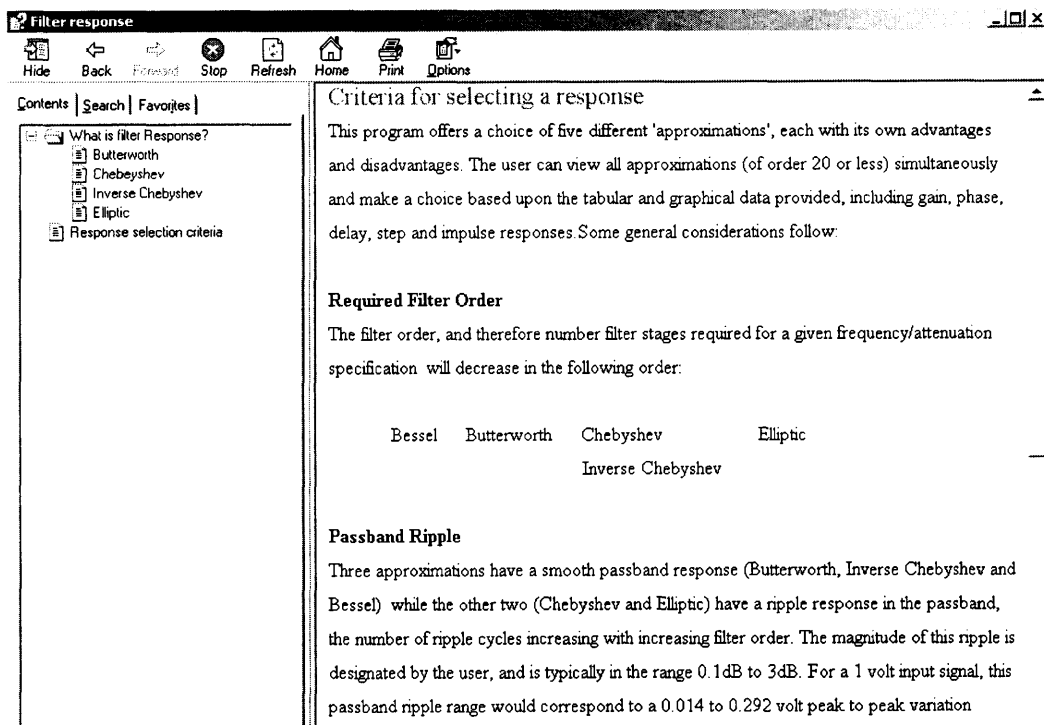 Filter response
Hide Back Forward Stop Refresh Home Print Options
Contents Search Favorites
What is filter Response?
Butterworth
Chebeyshev
Inverse Chebyshev
Elliptic
Response selection criteria
Criteria for selecting a response
This program offers a choice of five different 'approximations', each with its own advantages
and disadvantages. The user can view all approximations (of order 20 or less) simultaneously
and make a choice based upon the tabular and graphical data provided, including gain, phase,
delay, step and impulse responses.Some general considerations follow:
Required Filter Order
The filter order, and therefore number filter stages required for a given frequency/attenuation
specification will decrease in the following order:
Bessel Butterworth Chebyshev Elliptic
Inverse Chebyshev
Passband Ripple
Three approximations have a smooth passband response (Butterworth, Inverse Chebyshev and
Bessel) while the other two (Chebyshev and Elliptic) have a ripple response in the passband,
the number of ripple cycles increasing with increasing filter order. The magnitude of this ripple is
designated by the user, and is typically in the range 0.1dB to 3dB. For a 1 volt input signal, this
passband ripple range would correspond to a 0.014 to 0.292 volt peak to peak variation